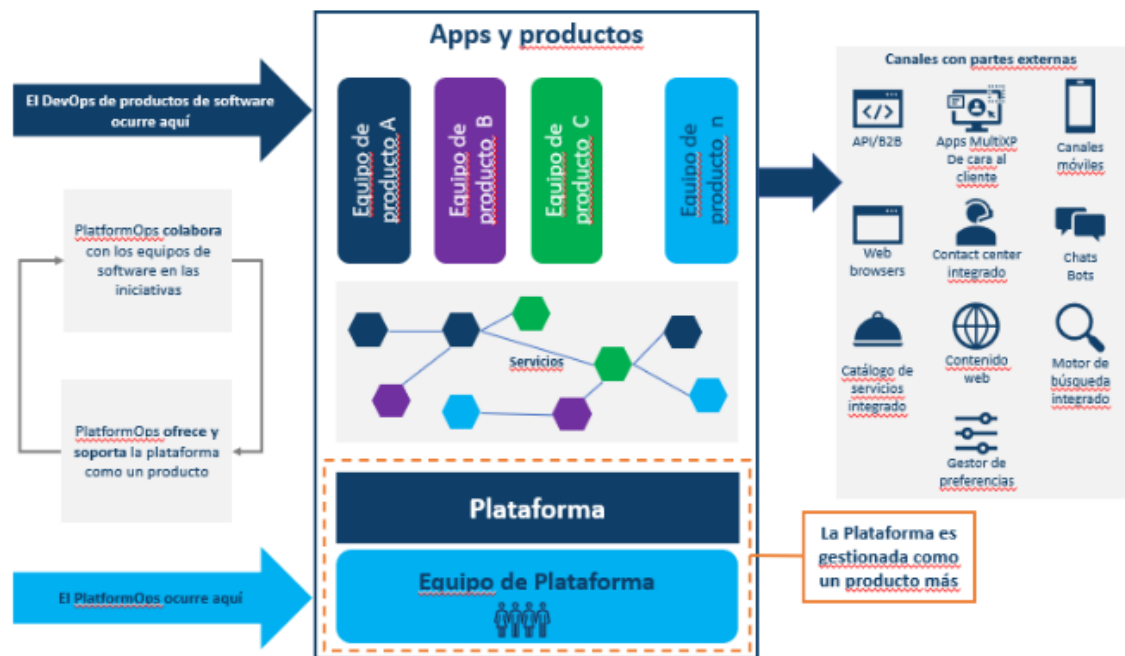 Apps y productos
El DevOps de productos de software
ocurre aquí
PlatformOps colabora
con los equipos de
software en las
iniciativas
PlatformOps ofrece y
soporta la plataforma
como un producto
El PlatformOps ocurre aquí
Equipo de
producto A
Equipo de
producto B
Equipo de
producto C
Equipo de
producto n
Servicios
Plataforma
Equipo de Plataforma
Canales con partes externas
API/B2B
Apps MultiXP
De cara al
cliente
Canales
móviles
Web
browsers
Contact center
integrado
Chats
Bots
Catálogo de
servicios
integrado
Contenido
web
Motor de
búsqueda
integrado
Gestor de
preferencias
La Plataforma es
gestionada como
un producto más